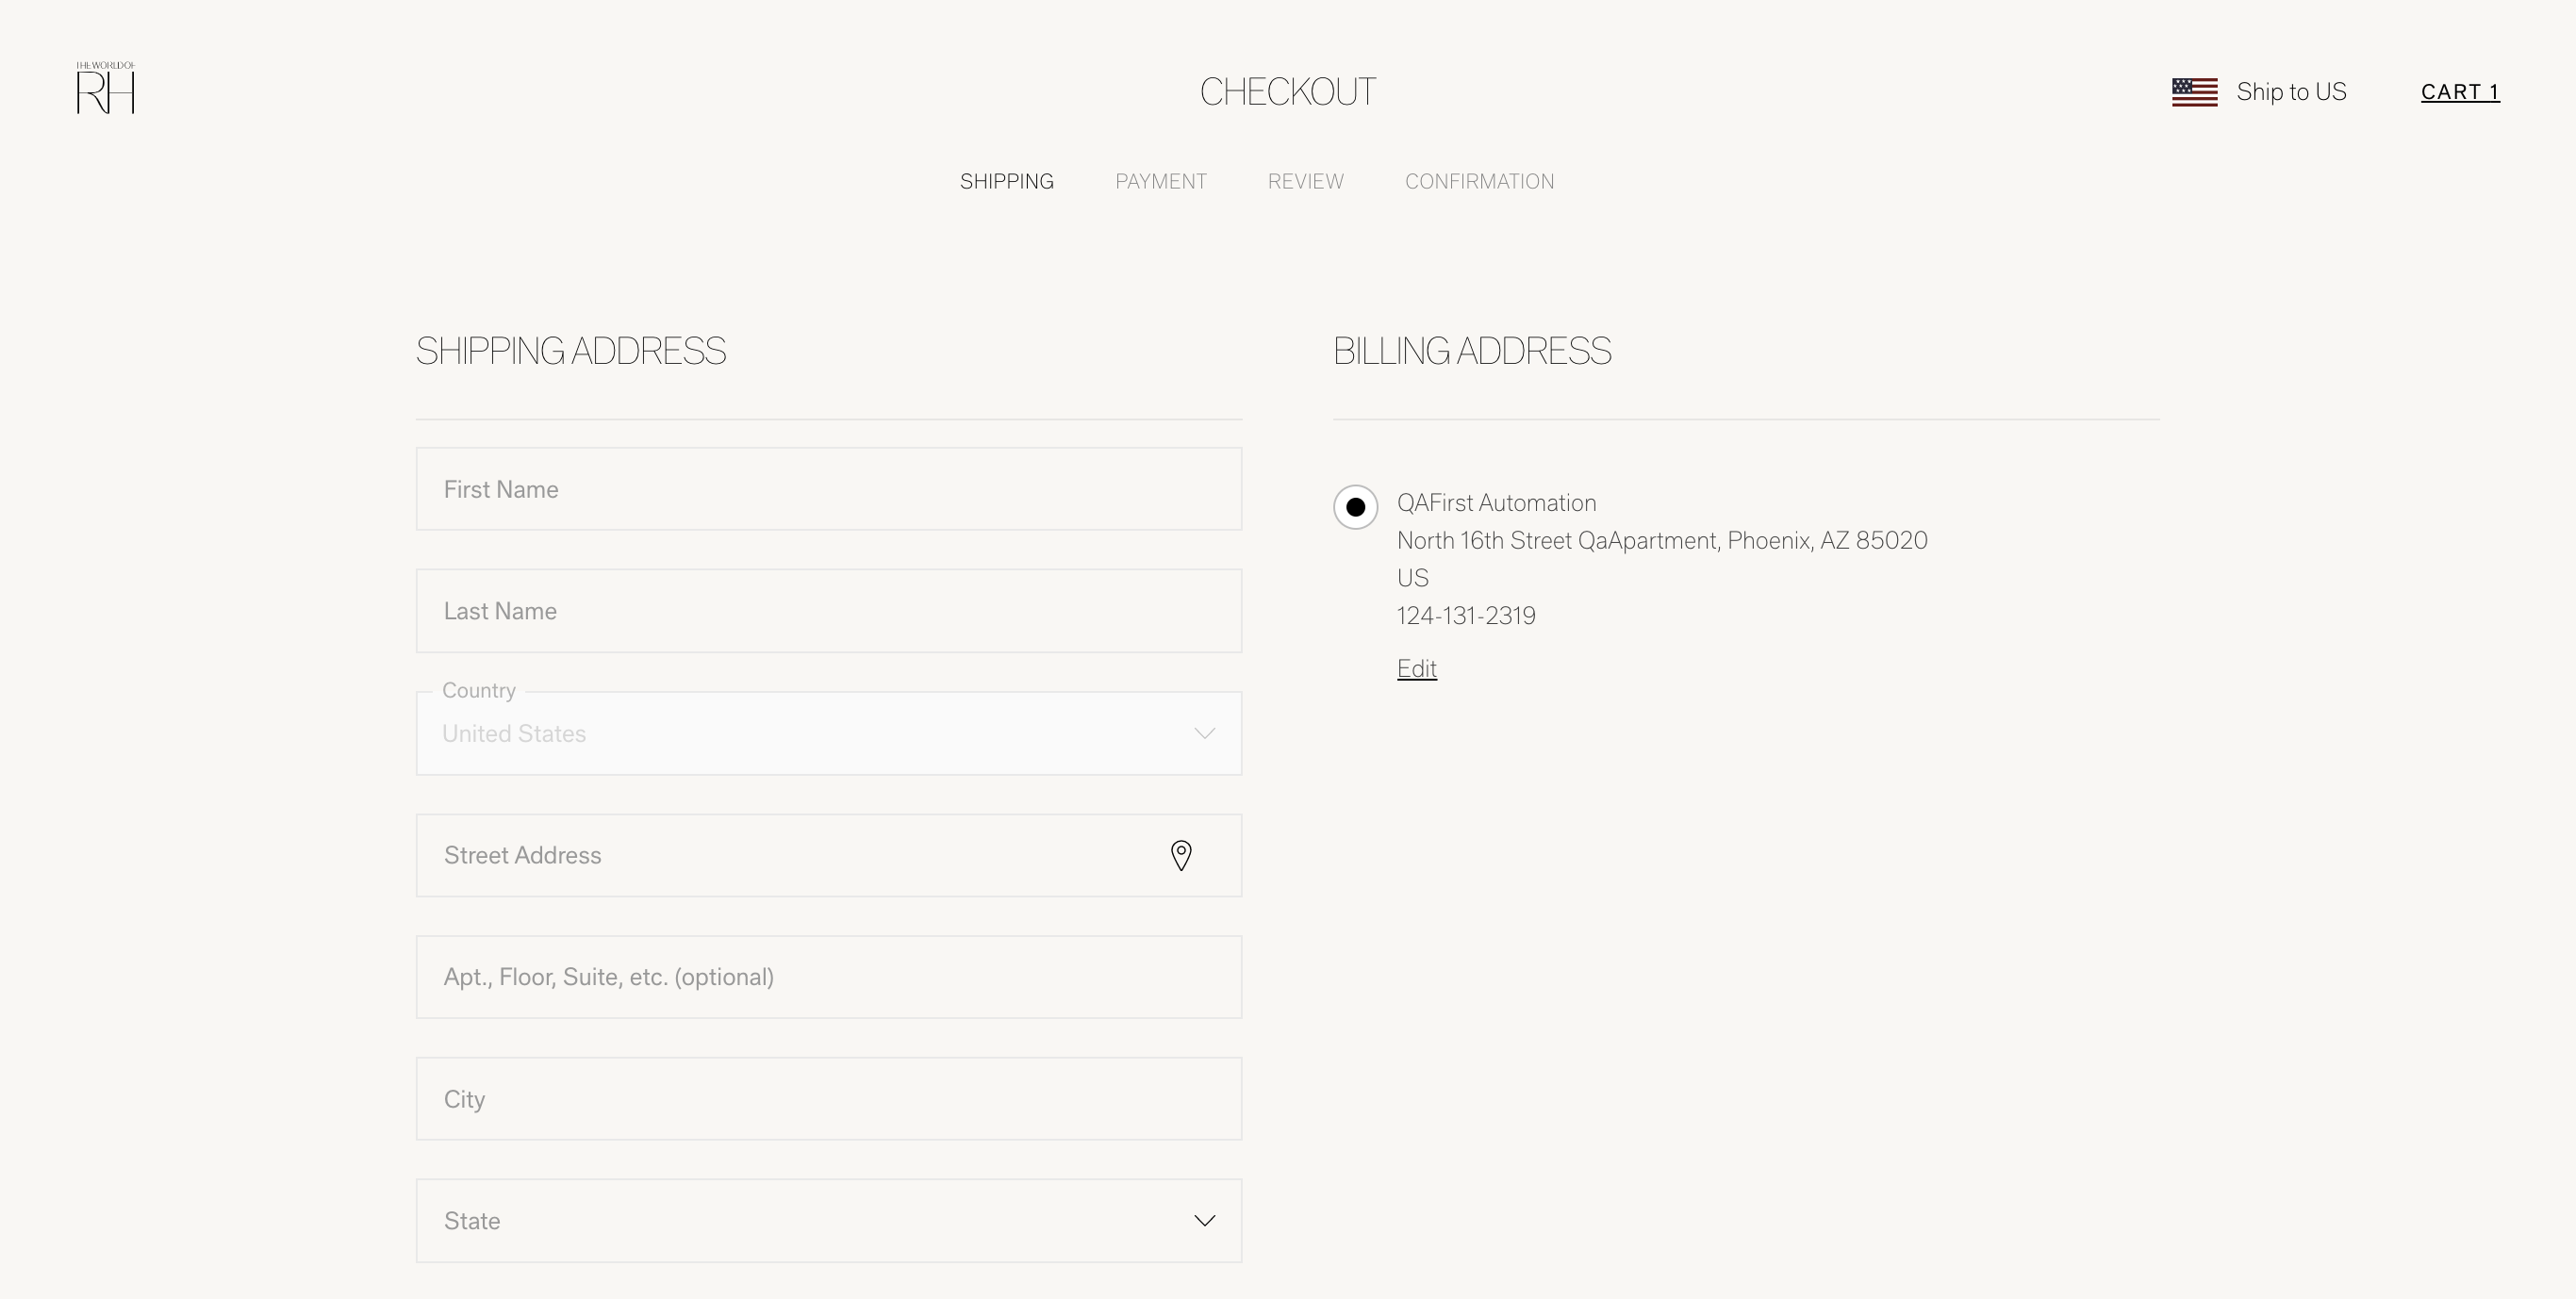 THE WORLD OF
RH
CHECKOUT
Ship to US
CART 1
SHIPPING
PAYMENT
REVIEW
CONFIRMATION
SHIPPING ADDRESS
First Name
Last Name
Country
United States
Street Address
Apt., Floor, Suite, etc. (optional)
City
State
BILLING ADDRESS
QAFirst Automation
North 16th Street QaApartment, Phoenix, AZ 85020
US
124-131-2319
Edit